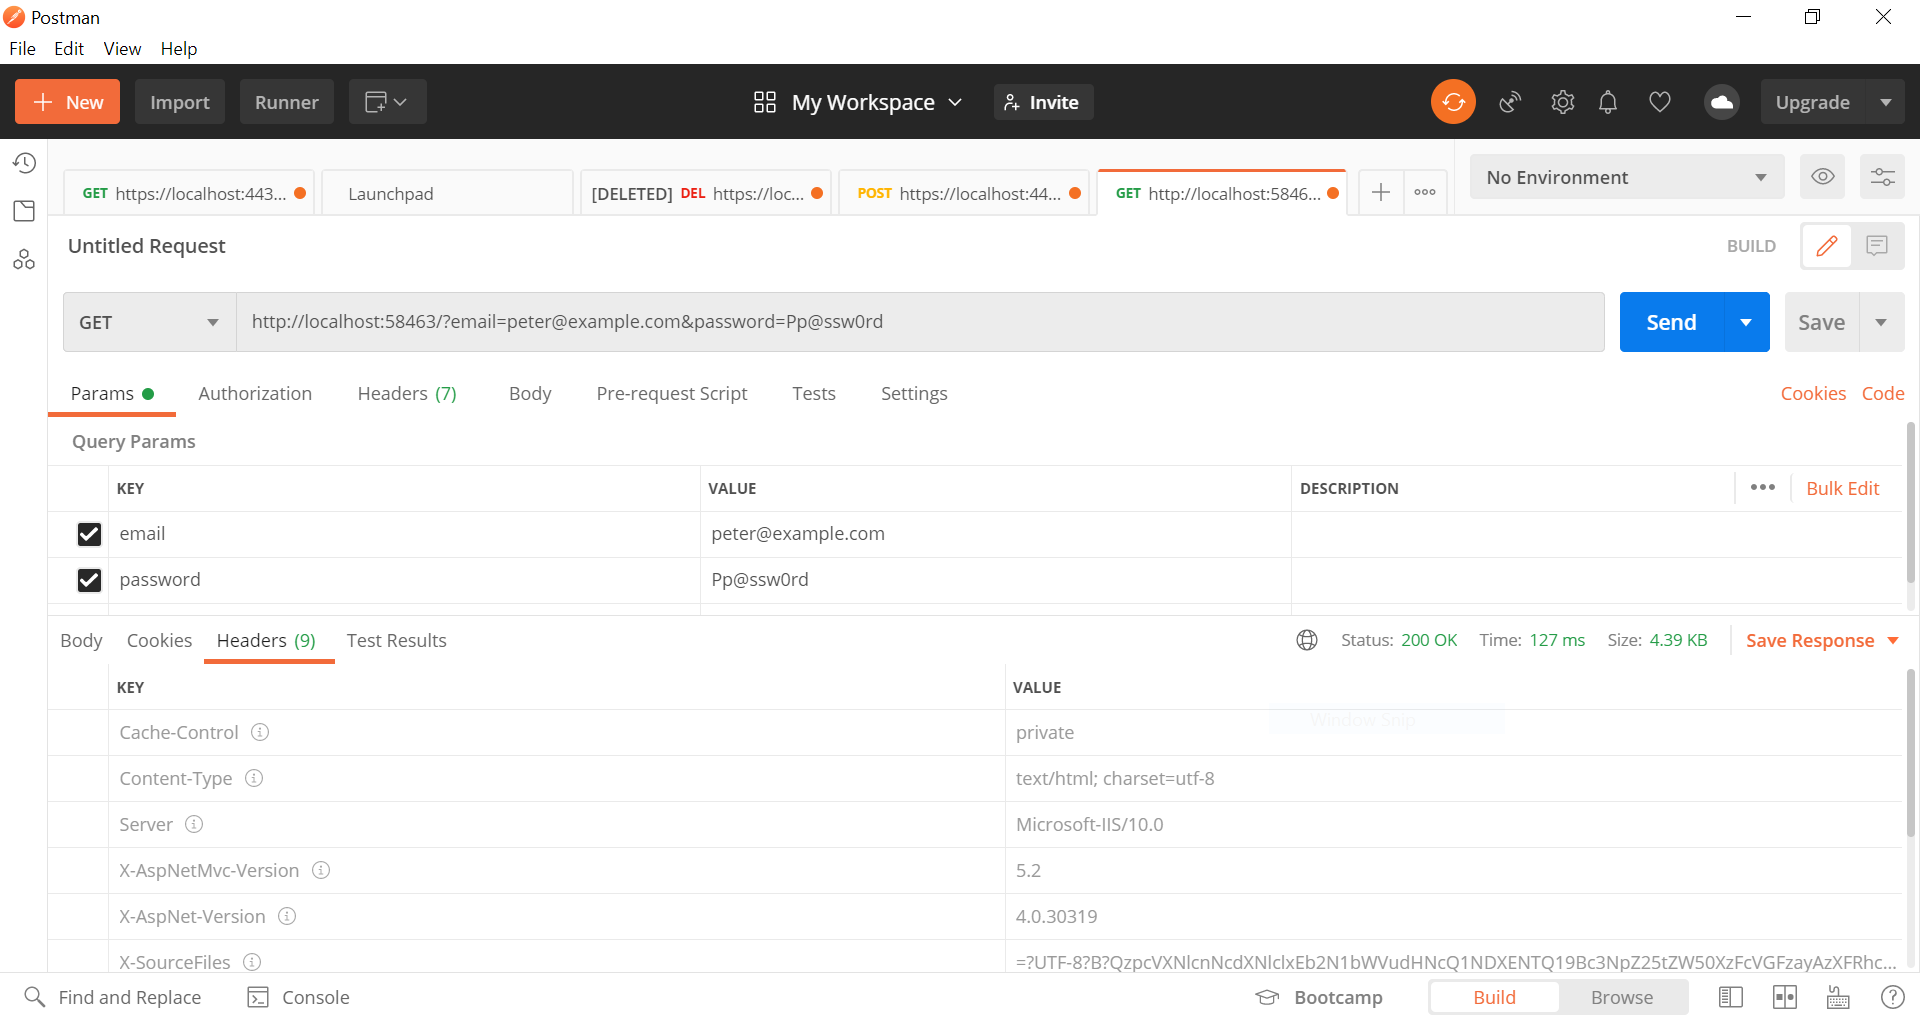 Postman
File Edit View Help
New Import Runner My Workspace Invite Upgrade
GET https://localhost:443... Launchpad [DELETED] DEL https://loc... POST https://localhost:44... GET http://localhost:5846... No Environment
Untitled Request BUILD
GET http://localhost:58463/?email=peter@example.com&password=Pp@ssw0rd Send Save
Params Authorization Headers (7) Body Pre-request Script Tests Settings Cookies Code
Query Params
KEY VALUE DESCRIPTION Bulk Edit
email peter@example.com
password Pp@ssw0rd
Body Cookies Headers (9) Test Results Status: 200 OK Time: 127 ms Size: 4.39 KB Save Response
KEY VALUE
Window Snip
Cache-Control private
Content-Type text/html; charset=utf-8
Server Microsoft-IIS/10.0
X-AspNetMvc-Version 5.2
X-AspNet-Version 4.0.30319
X-SourceFiles
Find and Replace Console Bootcamp Build Browse